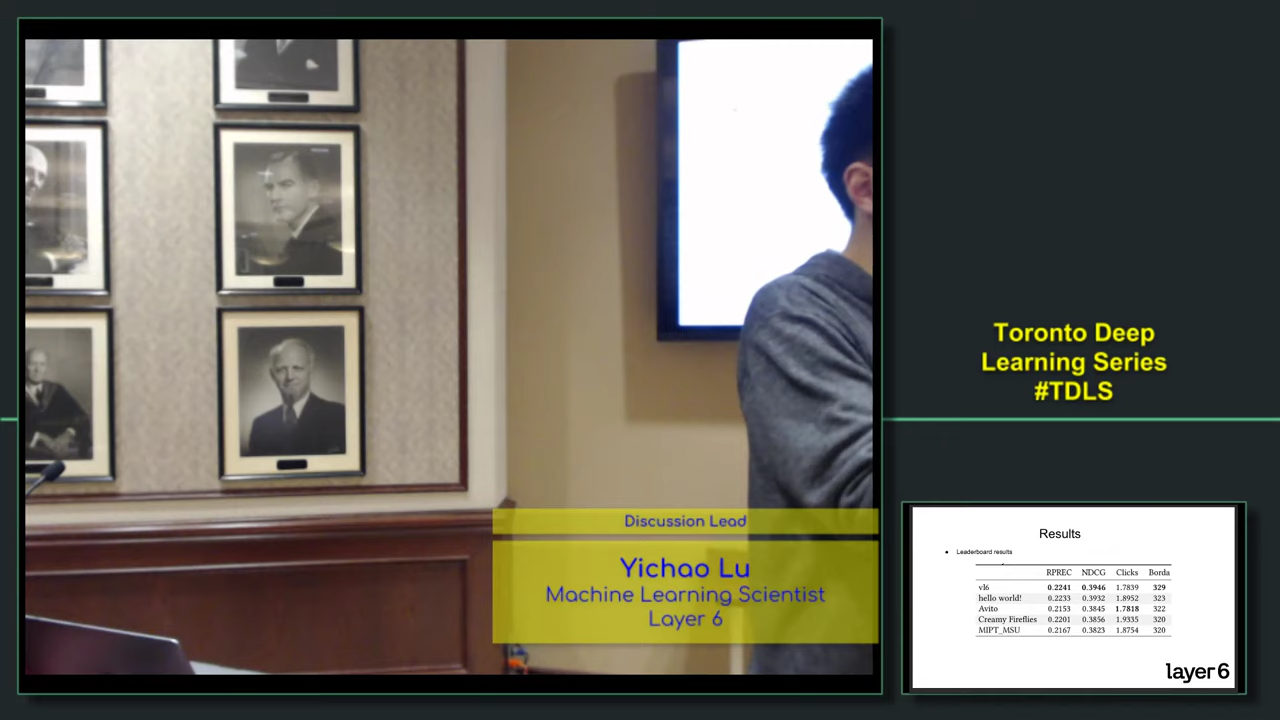 Toronto Deep
Learning Series
#TDLS
Discussion Lead
Yichao Lu
Machine Learning Scientist
Layer 6
Results
• Leaderboard results
RPREC NDCG Clicks Borda
vl6 0.2241 0.3946 1.7839 329
hello world! 0.2233 0.3932 1.8952 323
Avito 0.2153 0.3845 1.7818 322
Creamy Fireflies 0.2201 0.3856 1.9335 320
MIPT_MSU 0.2167 0.3823 1.8754 320
layer6